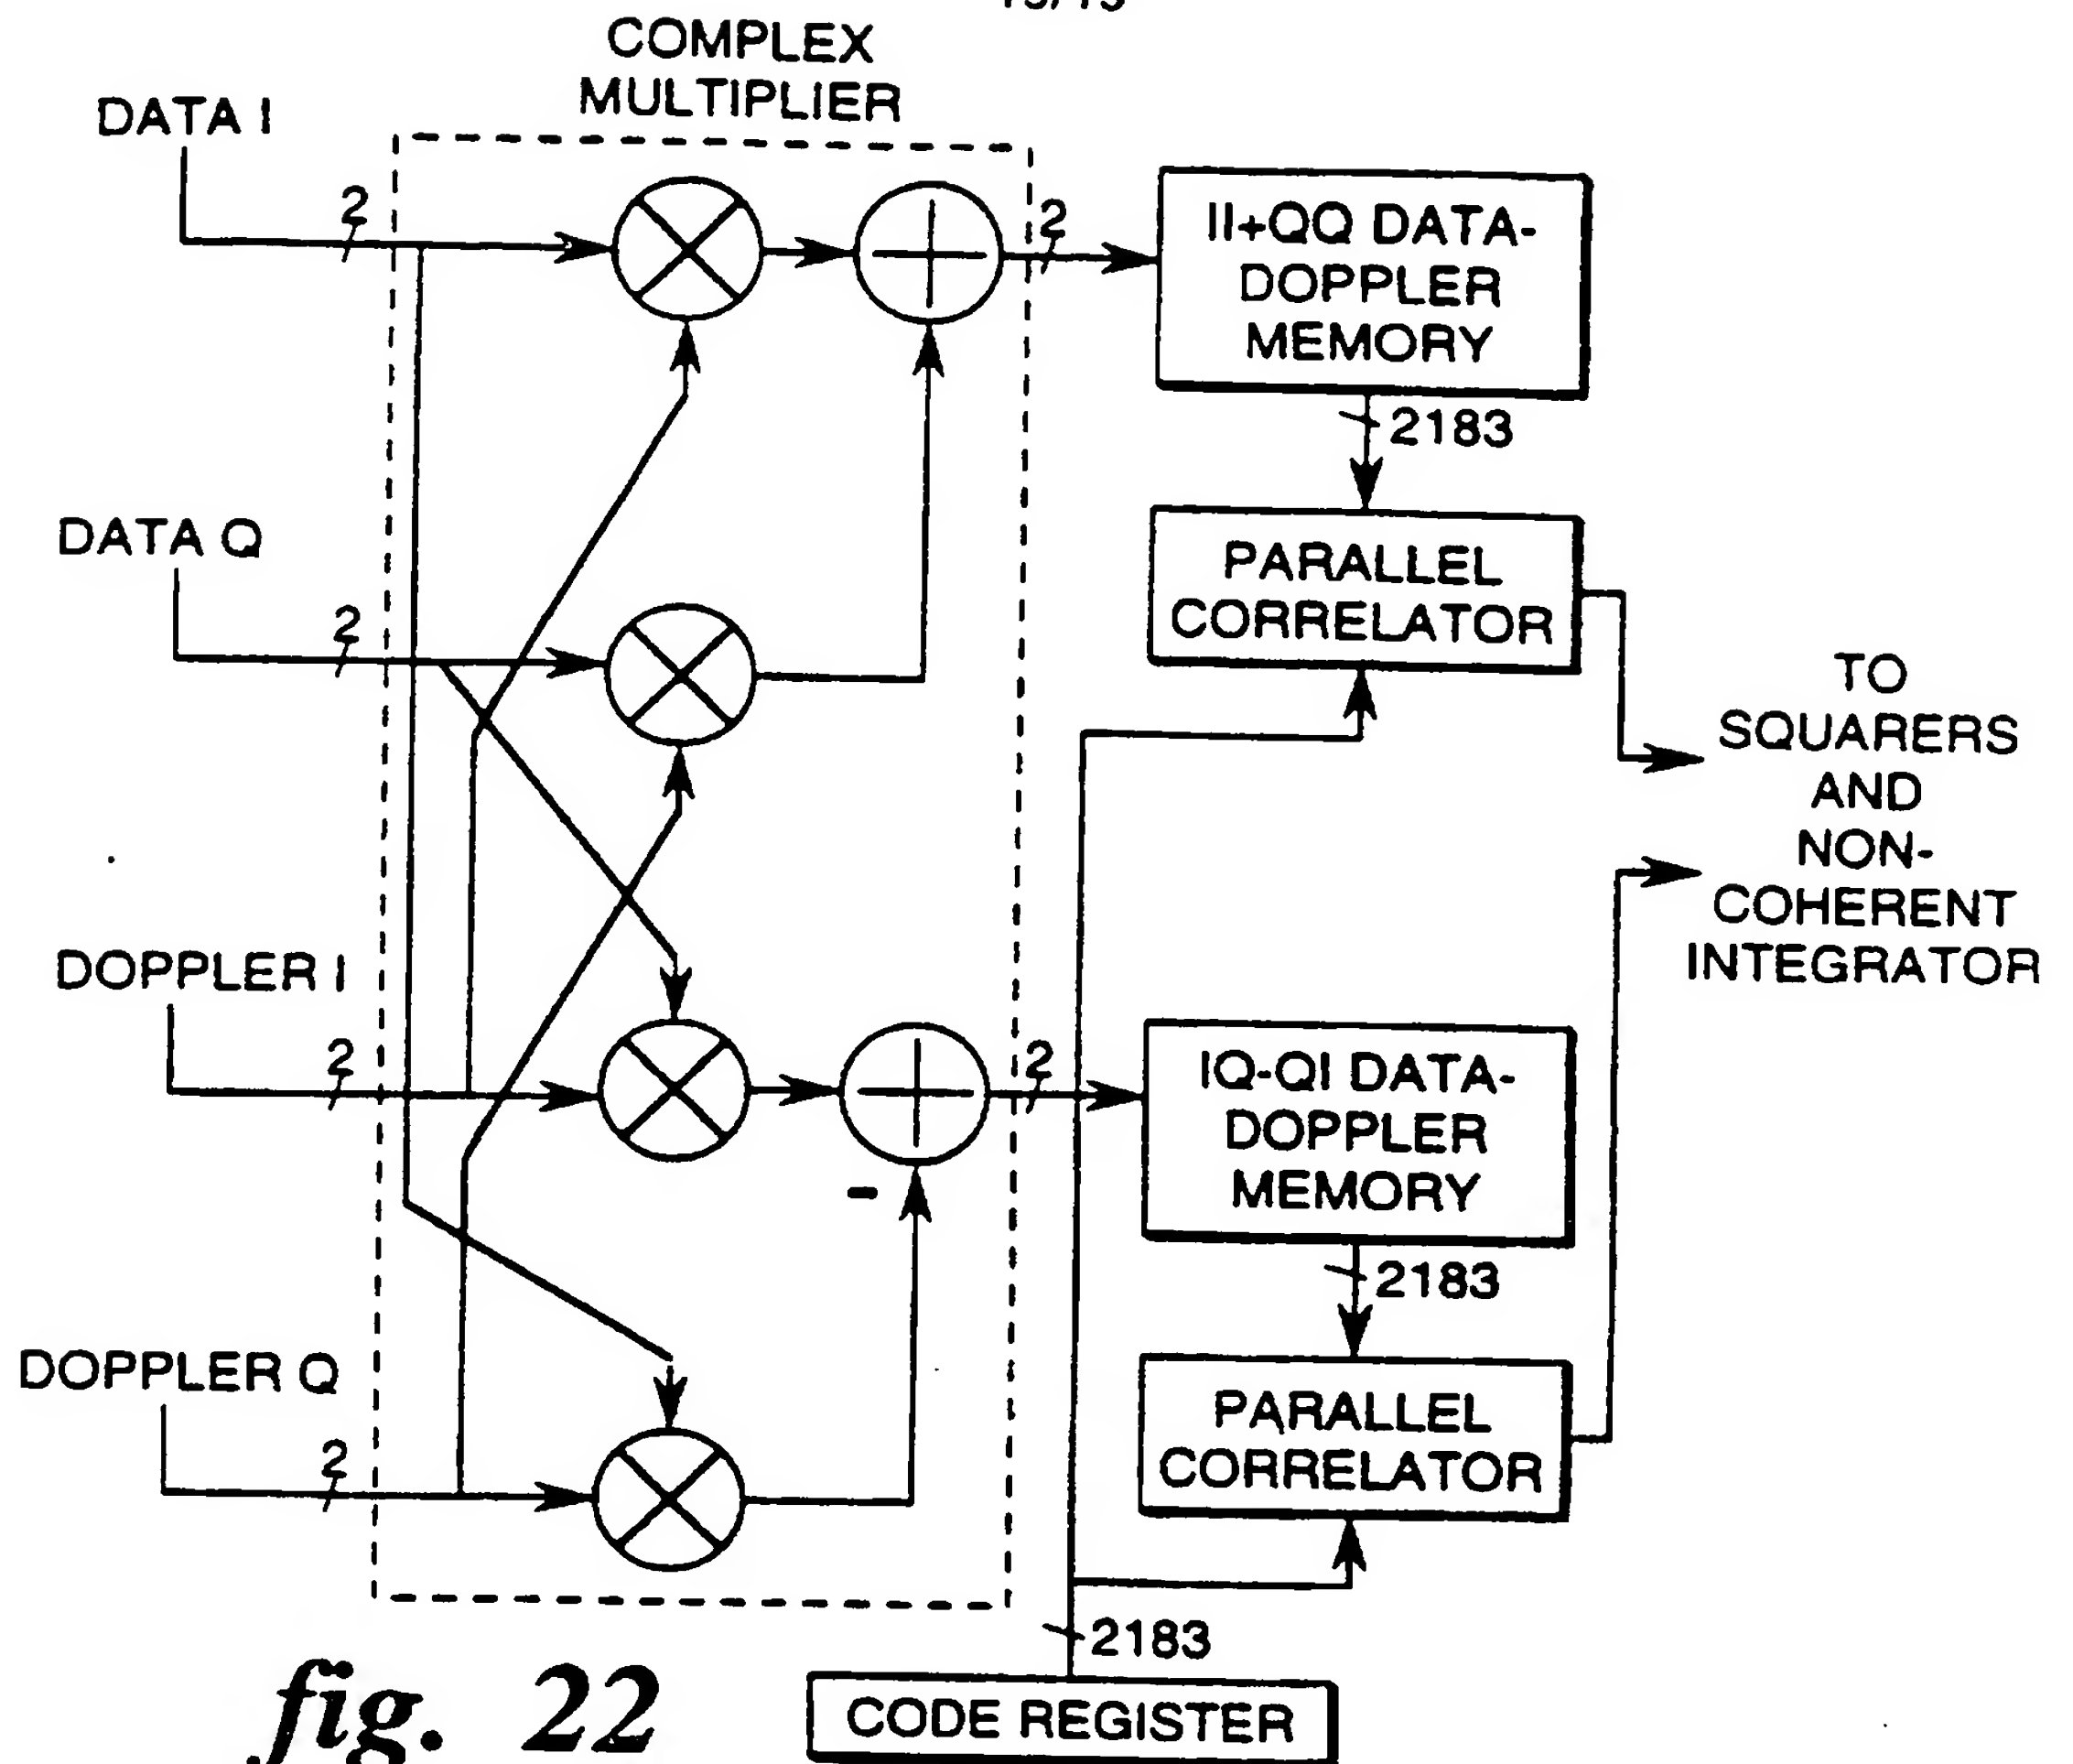 COMPLEX
MULTIPLIER
DATA I
2
2
II+QQ DATA-
DOPPLER
MEMORY
2183
DATA Q
2
PARALLEL
CORRELATOR
TO
SQUARERS
AND
NON-
COHERENT
INTEGRATOR
DOPPLER I
2
2
IQ-QI DATA-
DOPPLER
MEMORY
-
2183
DOPPLER Q
2
PARALLEL
CORRELATOR
2183
CODE REGISTER
fig. 22